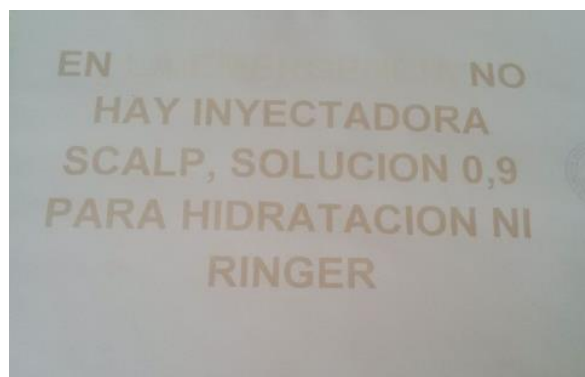 EN NO
HAY INYECTADORA
SCALP, SOLUCION 0,9
PARA HIDRATACION NI
RINGER